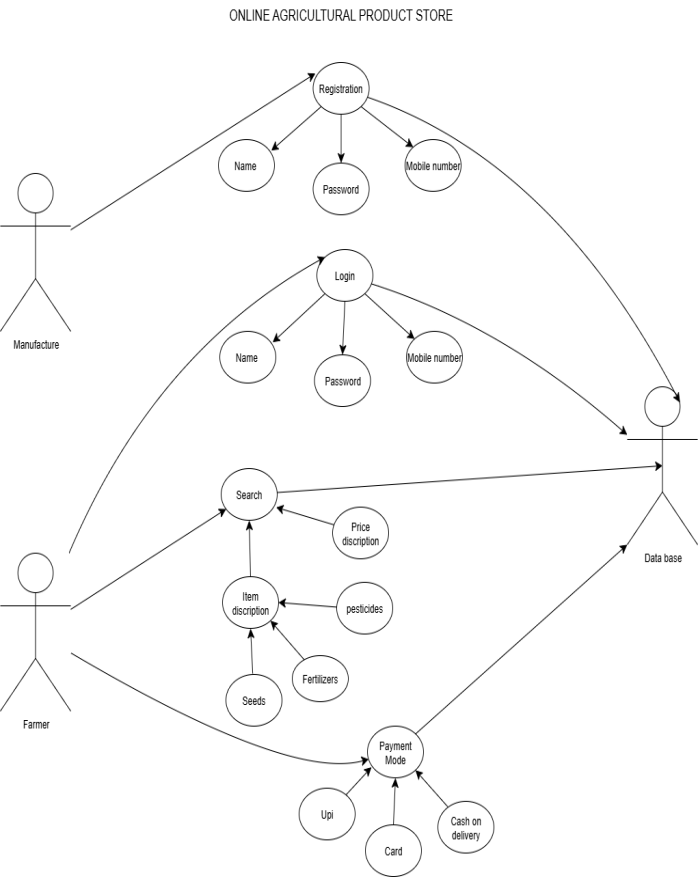 ONLINE AGRICULTURAL PRODUCT STORE
Registration
Name
Password
Mobile number
Manufacture
Login
Name
Password
Mobile number
Search
Price
discription
Data base
Item
discription
pesticides
Fertilizers
Seeds
Farmer
Payment
Mode
Upi
Card
Cash on
delivery